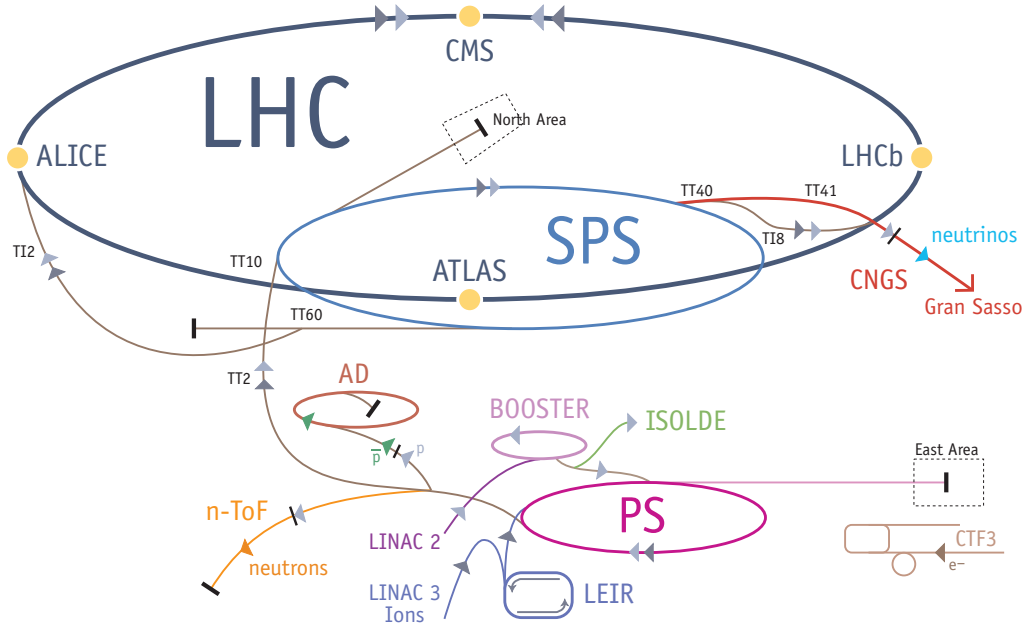 CMS
LHC
North Area
ALICE
LHCb
TT40
TT41
SPS
TI8
neutrinos
TI2
TT10
ATLAS
CNGS
Gran Sasso
TT60
TT2
AD
BOOSTER
ISOLDE
p
p̅
East Area
n-ToF
PS
LINAC 2
CTF3
neutrons
e−
LINAC 3
Ions
LEIR